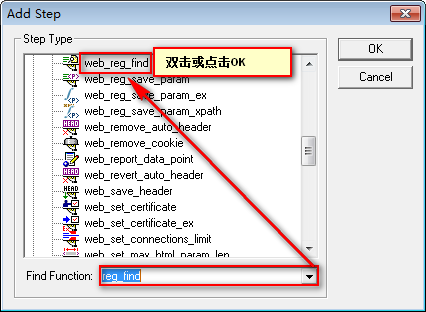 Add Step
Step Type
web_reg_find
双击或点击OK
web_reg_save_param
web_reg_save_param_ex
web_reg_save_param_xpath
web_remove_auto_header
web_remove_cookie
web_report_data_point
web_revert_auto_header
web_save_header
web_set_certificate
web_set_certificate_ex
web_set_connections_limit
web_set_max_html_param_len
Find Function:
reg_find
OK
Cancel